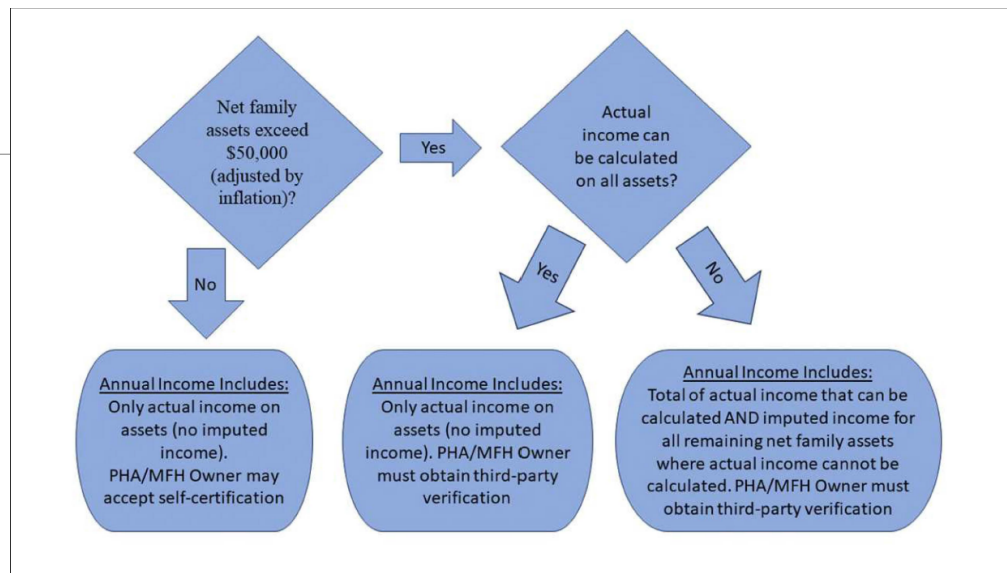 Net family
assets exceed
$50,000
(adjusted by
inflation)?
Yes
Actual
income can
be calculated
on all assets?
No
Yes
No
Annual Income Includes:
Only actual income on
assets (no imputed
income).
PHA/MFH Owner may
accept self-certification
Annual Income Includes:
Only actual income on
assets (no imputed
income). PHA/MFH Owner
must obtain third-party
verification
Annual Income Includes:
Total of actual income that can be
calculated AND imputed income for
all remaining net family assets
where actual income cannot be
calculated. PHA/MFH Owner must
obtain third-party verification